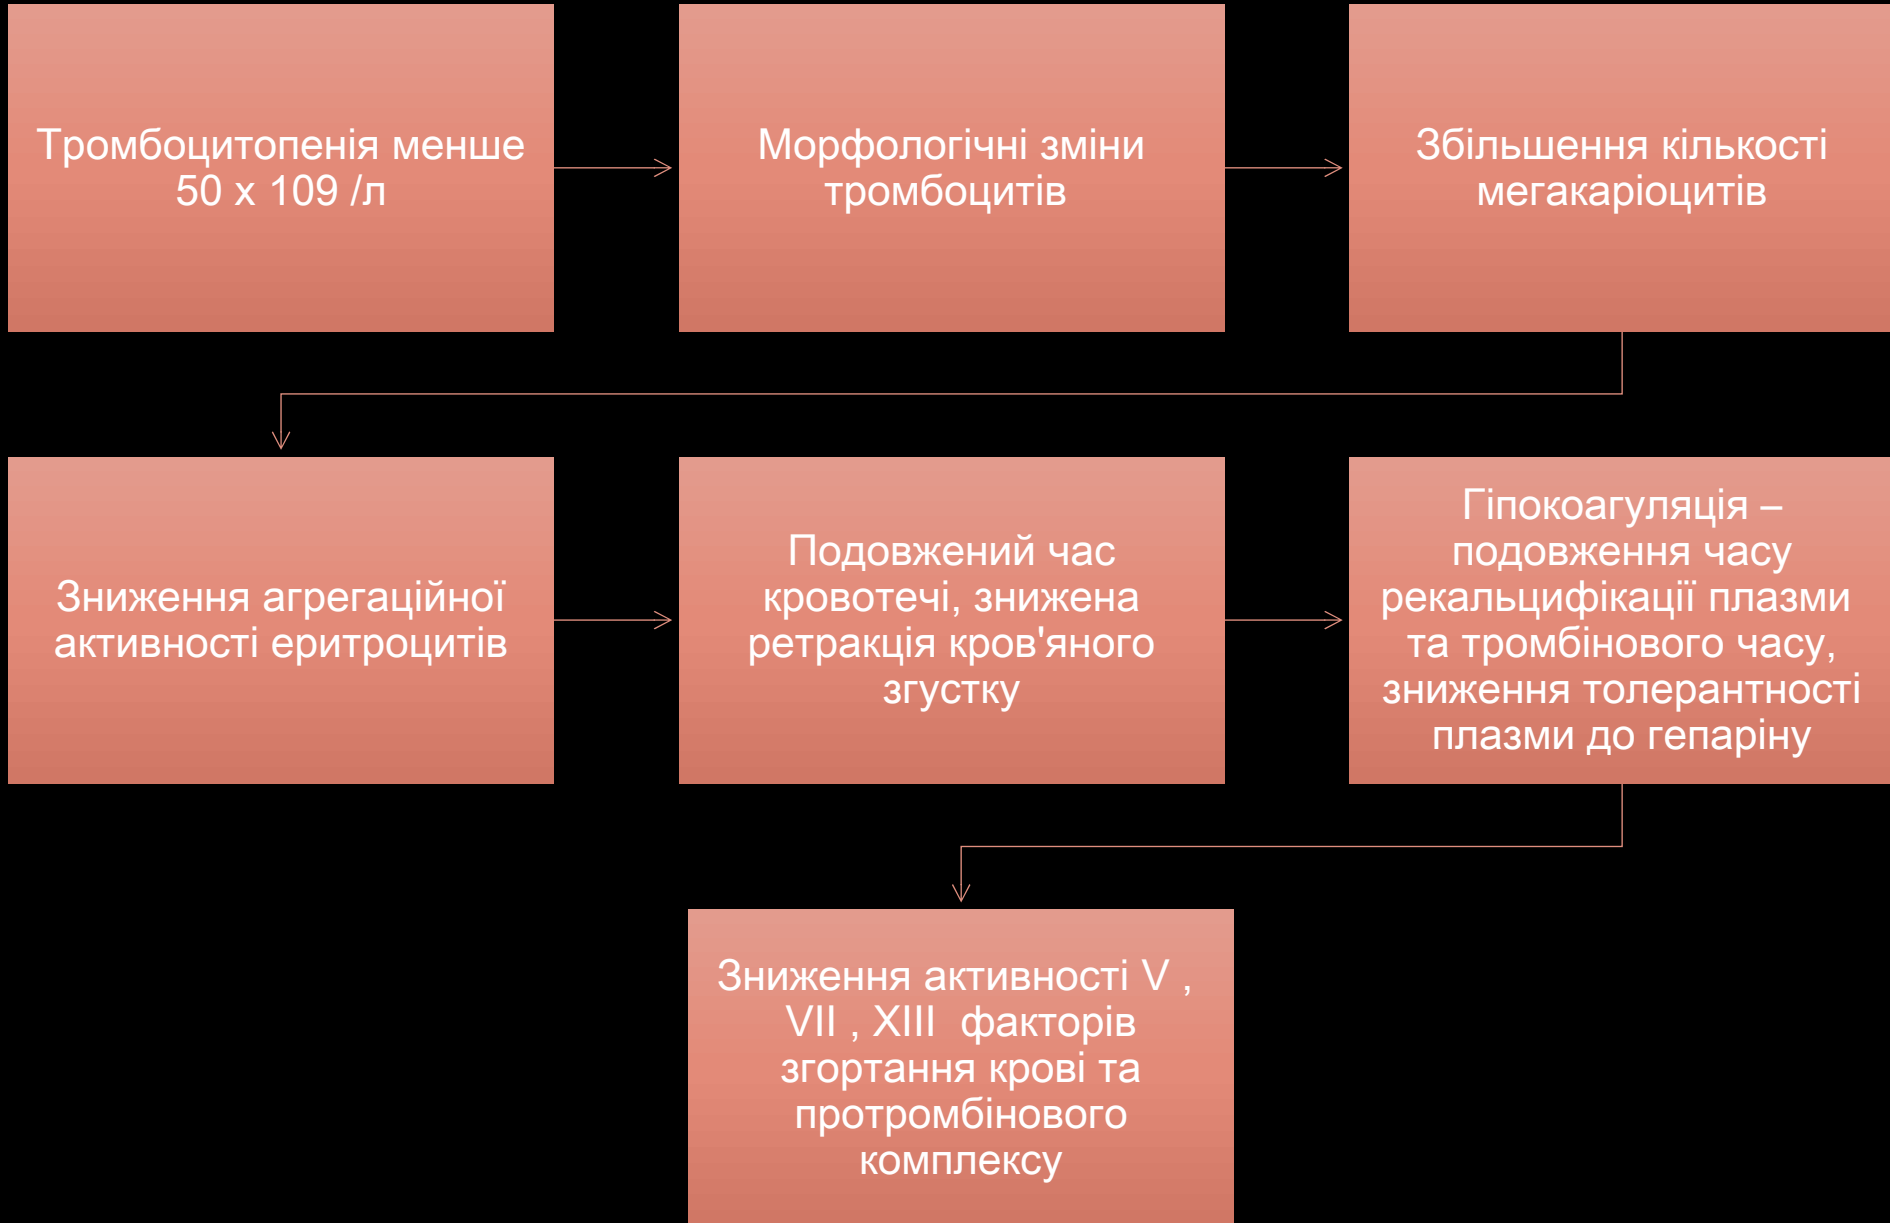 Тромбоцитопенія менше
50 х 109 /л
Морфологічні зміни
тромбоцитів
Збільшення кількості
мегакаріоцитів
Зниження агрегаційної
активності еритроцитів
Подовжений час
кровотечі, знижена
ретракція кров'яного
згустку
Гіпокоагуляція –
подовження часу
рекальцифікації плазми
та тромбінового часу,
зниження толерантності
плазми до гепаріну
Зниження активності V ,
VII , XIII  факторів
згортання крові та
протромбінового
комплексу